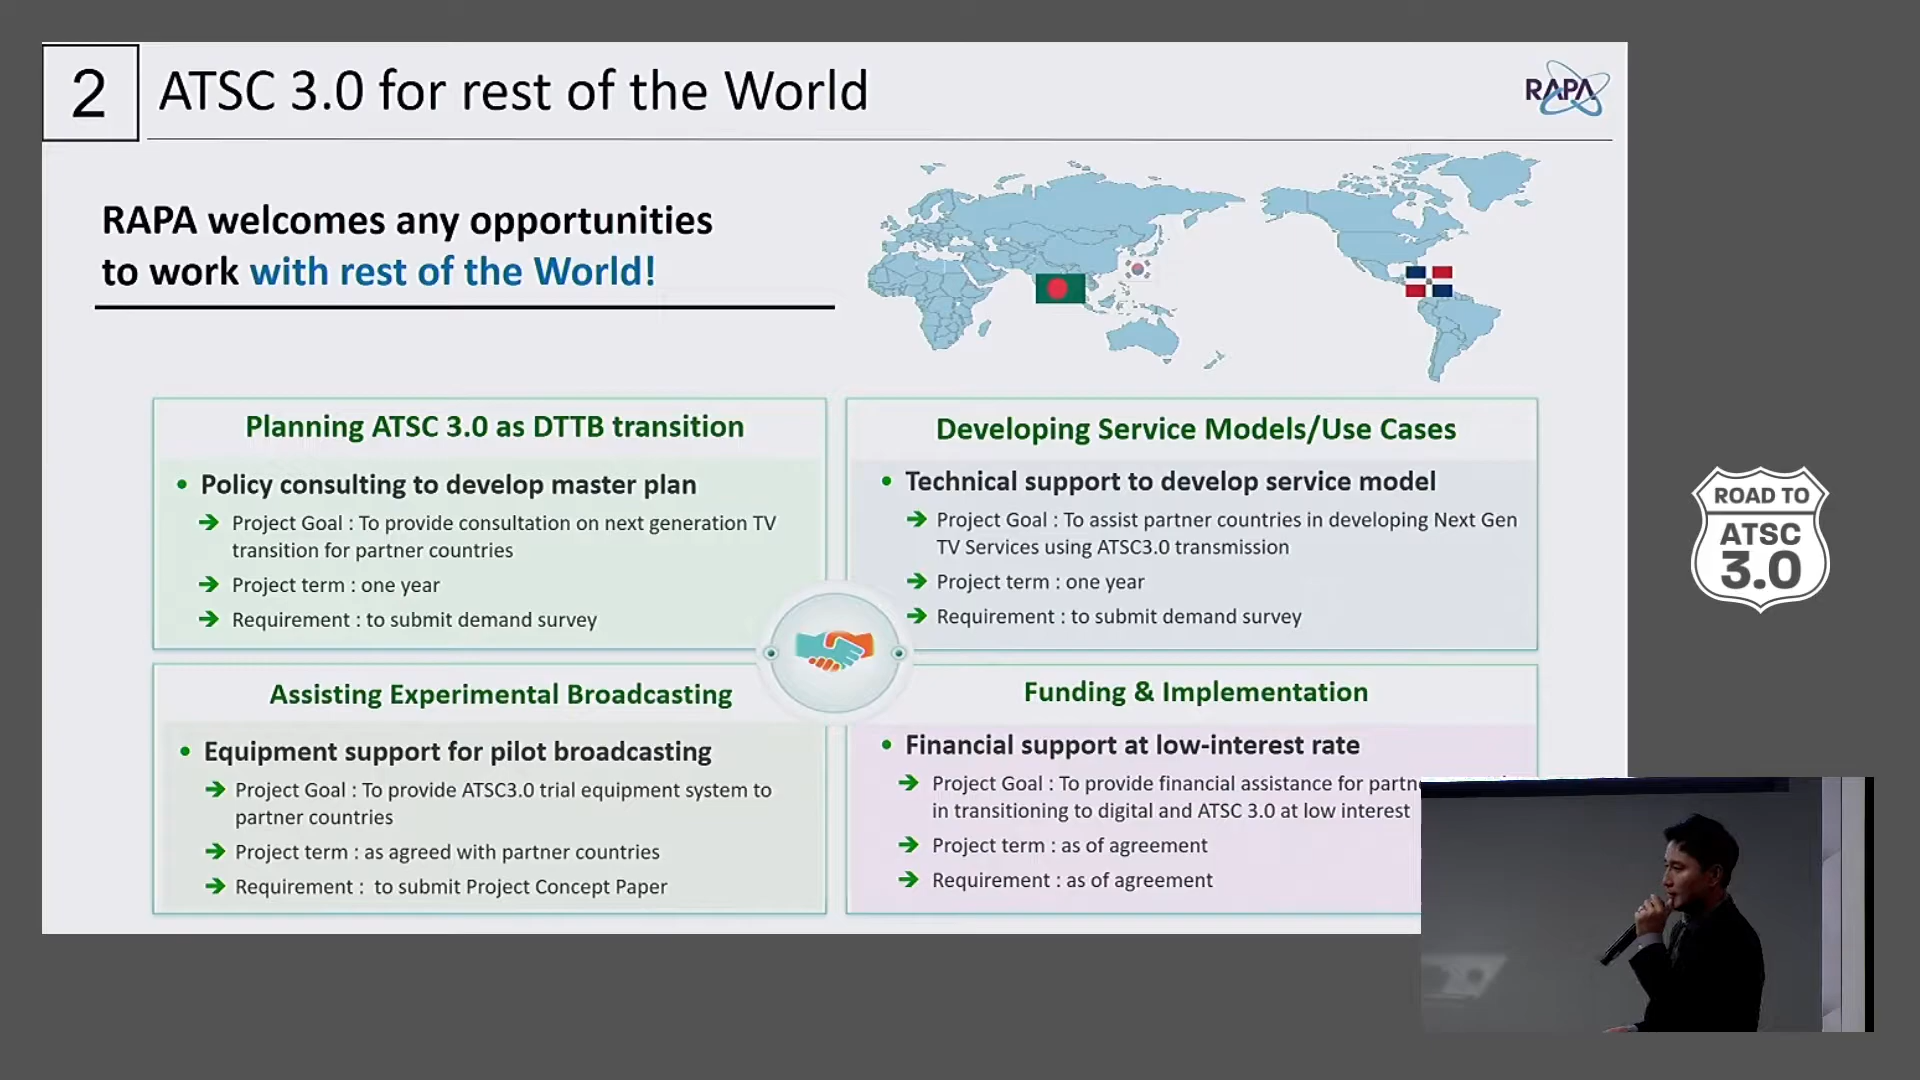 2
ATSC 3.0 for rest of the World
RAPA
RAPA welcomes any opportunities
to work with rest of the World!
Planning ATSC 3.0 as DTTB transition
• Policy consulting to develop master plan
➔ Project Goal : To provide consultation on next generation TV
transition for partner countries
➔ Project term : one year
➔ Requirement : to submit demand survey
Developing Service Models/Use Cases
• Technical support to develop service model
➔ Project Goal : To assist partner countries in developing Next Gen
TV Services using ATSC3.0 transmission
➔ Project term : one year
➔ Requirement : to submit demand survey
Assisting Experimental Broadcasting
• Equipment support for pilot broadcasting
➔ Project Goal : To provide ATSC3.0 trial equipment system to
partner countries
➔ Project term : as agreed with partner countries
➔ Requirement : to submit Project Concept Paper
Funding & Implementation
• Financial support at low-interest rate
➔ Project Goal : To provide financial assistance for
in transitioning to digital and ATSC 3.0 at low interest
➔ Project term : as of agreement
➔ Requirement : as of agreement
ROAD TO
ATSC
3.0